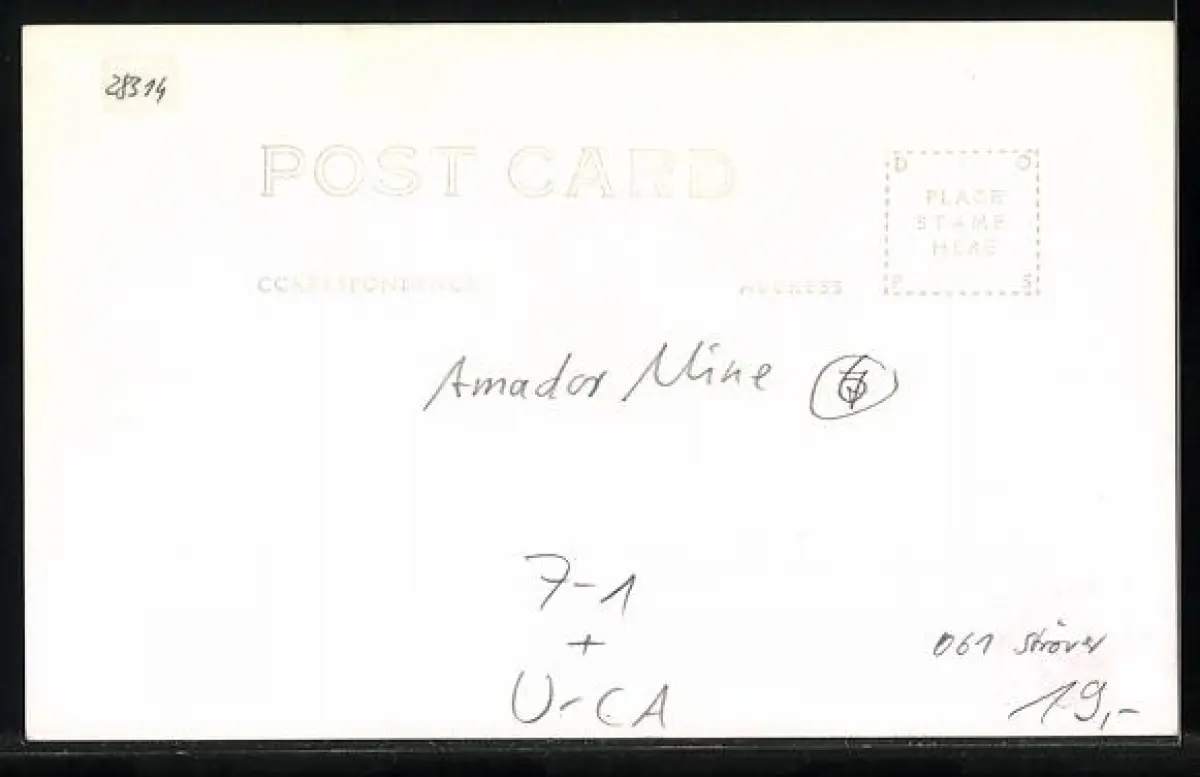 28314
POST CARD
D O
PLACE
STAMP
HERE
P S
CORRESPONDENCE ADDRESS
Amador Mine
7-1
+
U-CA
061 Ströver
19,-